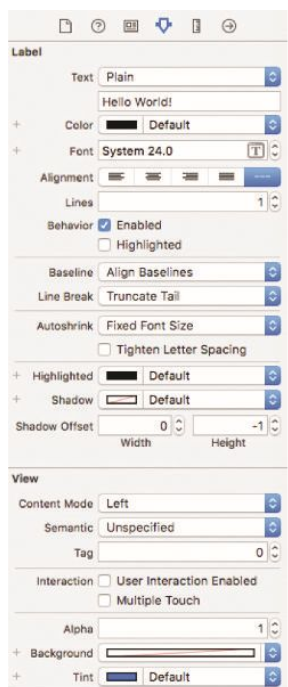 Label
Text Plain
Hello World!
+ Color Default
+ Font System 24.0 T
Alignment
Lines 1
Behavior Enabled
Highlighted
Baseline Align Baselines
Line Break Truncate Tail
Autoshrink Fixed Font Size
Tighten Letter Spacing
+ Highlighted Default
+ Shadow Default
Shadow Offset 0 -1
Width Height
View
Content Mode Left
Semantic Unspecified
Tag 0
Interaction User Interaction Enabled
Multiple Touch
Alpha 1
+ Background
+ Tint Default